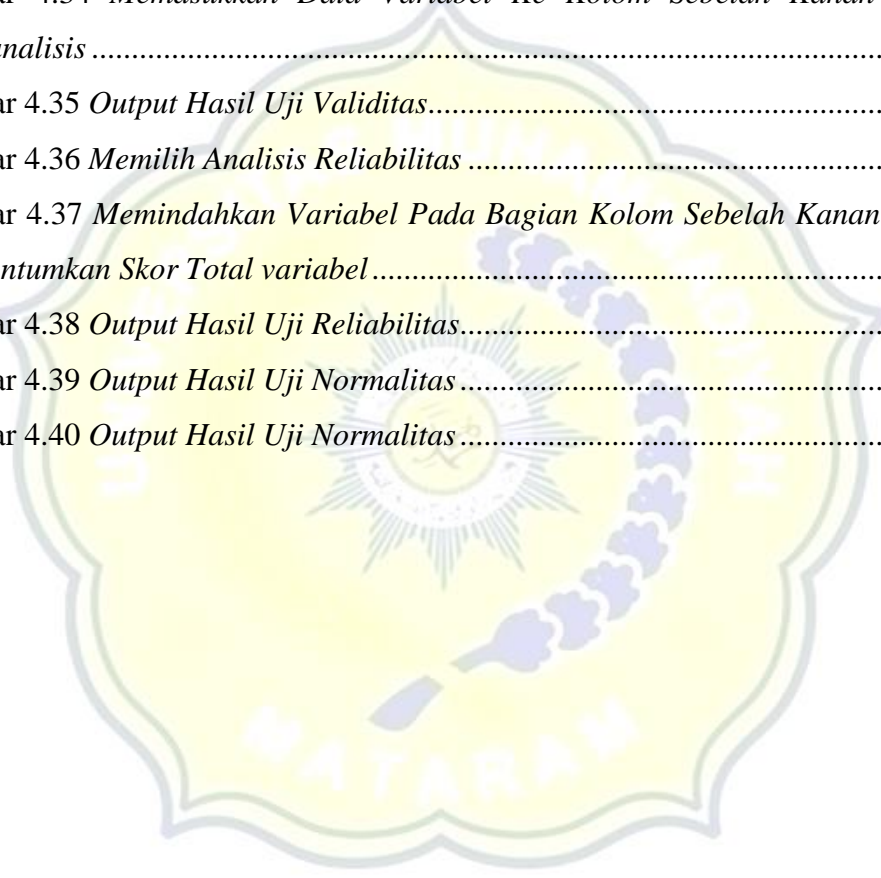 ar 4.34 Memasukkan Data Variabel Ke Kolom Sebelah Kanan
nalisis ....................................................................................................
ar 4.35 Output Hasil Uji Validitas.........................................................
ar 4.36 Memilih Analisis Reliabilitas ....................................................
ar 4.37 Memindahkan Variabel Pada Bagian Kolom Sebelah Kanan
ntumkan Skor Total variabel ................................................................
ar 4.38 Output Hasil Uji Reliabilitas.....................................................
ar 4.39 Output Hasil Uji Normalitas .....................................................
ar 4.40 Output Hasil Uji Normalitas .....................................................
UNIVERSITAS MUHAMMADIYAH
MATARAM